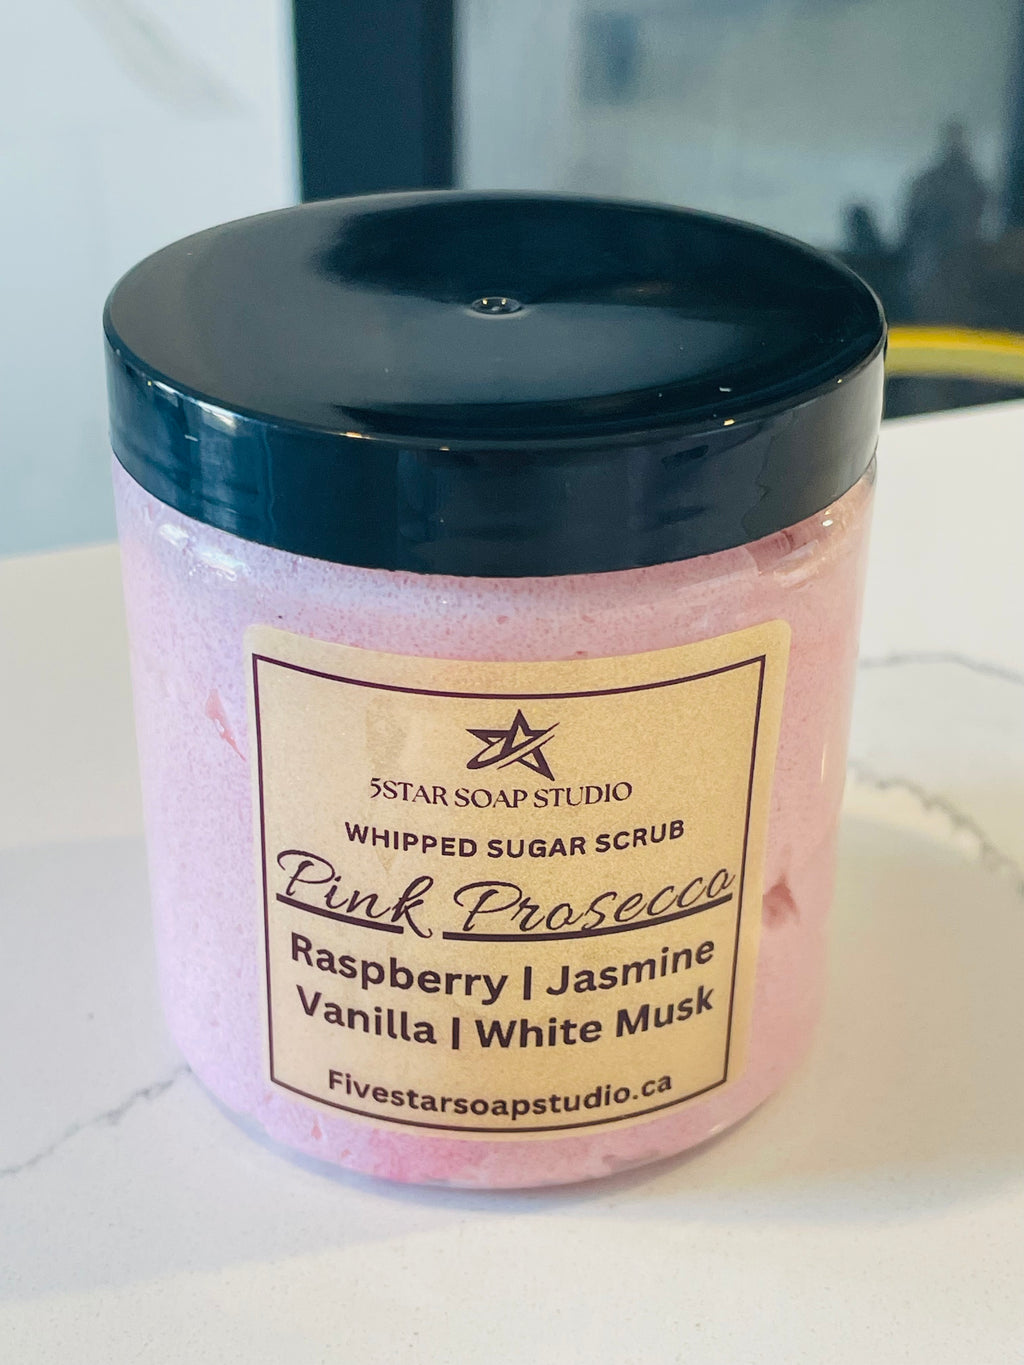 5STAR SOAP STUDIO
WHIPPED SUGAR SCRUB
Pink Prosecco
Raspberry | Jasmine
Vanilla | White Musk
Fivestarsoapstudio.ca